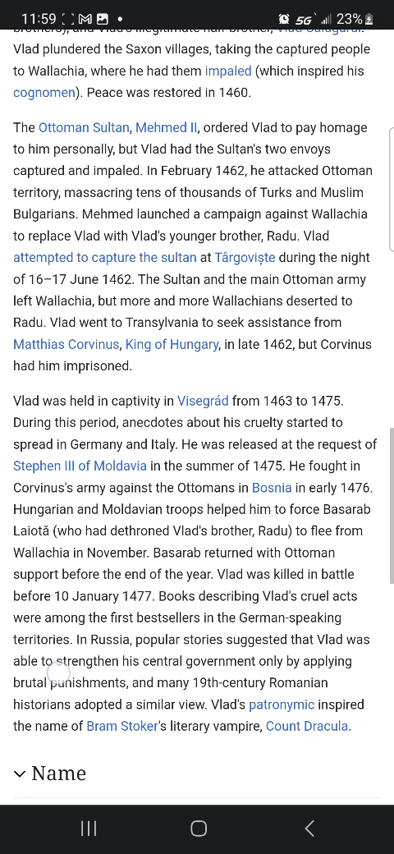 11:59
5G
23%
brothers), and Vlad's illegitimate half-brother, Vlad Călugărul.
Vlad plundered the Saxon villages, taking the captured people
to Wallachia, where he had them impaled (which inspired his
cognomen). Peace was restored in 1460.
The Ottoman Sultan, Mehmed II, ordered Vlad to pay homage
to him personally, but Vlad had the Sultan's two envoys
captured and impaled. In February 1462, he attacked Ottoman
territory, massacring tens of thousands of Turks and Muslim
Bulgarians. Mehmed launched a campaign against Wallachia
to replace Vlad with Vlad's younger brother, Radu. Vlad
attempted to capture the sultan at Târgoviște during the night
of 16–17 June 1462. The Sultan and the main Ottoman army
left Wallachia, but more and more Wallachians deserted to
Radu. Vlad went to Transylvania to seek assistance from
Matthias Corvinus, King of Hungary, in late 1462, but Corvinus
had him imprisoned.
Vlad was held in captivity in Visegrád from 1463 to 1475.
During this period, anecdotes about his cruelty started to
spread in Germany and Italy. He was released at the request of
Stephen III of Moldavia in the summer of 1475. He fought in
Corvinus's army against the Ottomans in Bosnia in early 1476.
Hungarian and Moldavian troops helped him to force Basarab
Laiotă (who had dethroned Vlad's brother, Radu) to flee from
Wallachia in November. Basarab returned with Ottoman
support before the end of the year. Vlad was killed in battle
before 10 January 1477. Books describing Vlad's cruel acts
were among the first bestsellers in the German-speaking
territories. In Russia, popular stories suggested that Vlad was
able to strengthen his central government only by applying
brutal punishments, and many 19th-century Romanian
historians adopted a similar view. Vlad's patronymic inspired
the name of Bram Stoker's literary vampire, Count Dracula.
Name